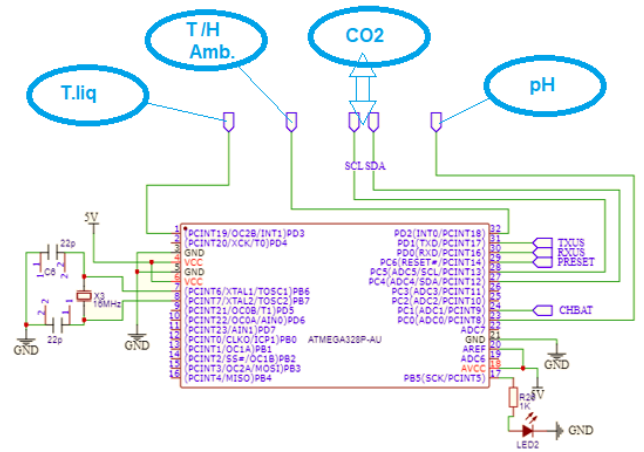 T /H
Amb.
CO2
T.liq
pH
SCL SDA
5V
22p
C6
X3
16MHz
22p
GND
GND
1
2
3
4
5
6
7
8
9
10
11
12
13
14
15
16
(PCINT19/OC2B/INT1)PD3
(PCINT20/XCK/T0)PD4
GND
VCC
GND
VCC
(PCINT6/XTAL1/TOSC1)PB6
(PCINT7/XTAL2/TOSC2)PB7
(PCINT21/OC0B/T1)PD5
(PCINT22/OC0A/AIN0)PD6
(PCINT23/AIN1)PD7
(PCINT0/CLKO/ICP1)PB0
(PCINT1/OC1A)PB1
(PCINT2/SS#/OC1B)PB2
(PCINT3/OC2A/MOSI)PB3
(PCINT4/MISO)PB4
ATMEGA328P-AU
PD2(INT0/PCINT18)
PD1(TXD/PCINT17)
PD0(RXD/PCINT16)
PC6(RESET#/PCINT14)
PC5(ADC5/SCL/PCINT13)
PC4(ADC4/SDA/PCINT12)
PC3(ADC3/PCINT11)
PC2(ADC2/PCINT10)
PC1(ADC1/PCINT9)
PC0(ADC0/PCINT8)
ADC7
GND
AREF
ADC6
AVCC
PB5(SCK/PCINT5)
32
31
30
29
28
27
26
25
24
23
22
21
20
19
18
17
TXUS
RXUS
PRESET
CHBAT
GND
5V
1K
LED2
GND